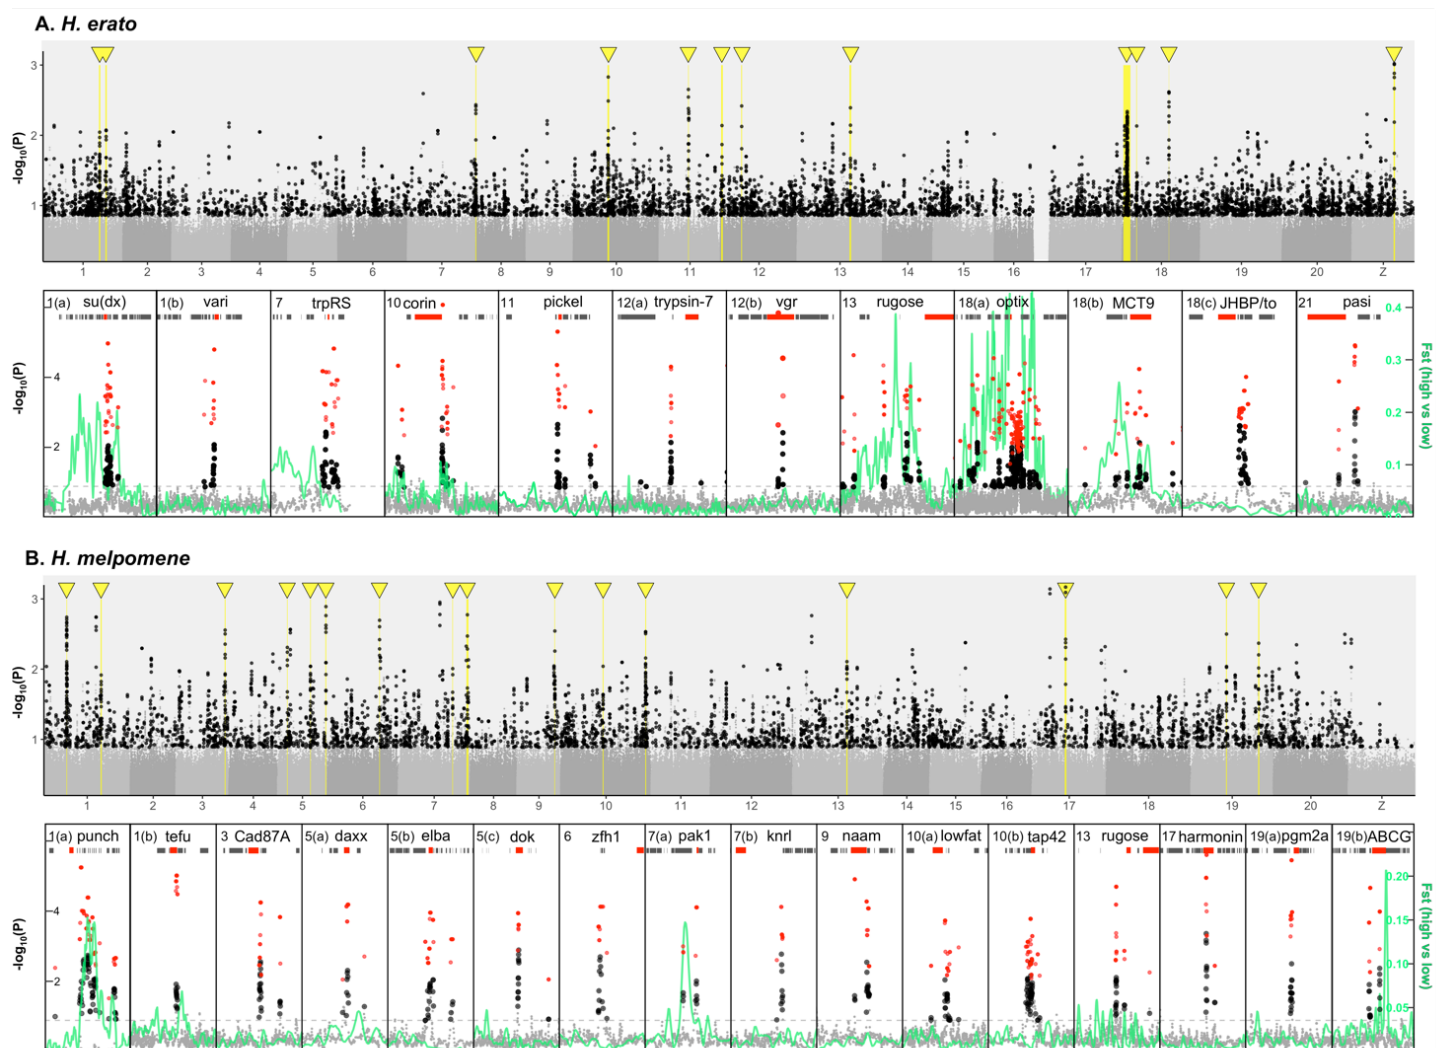 A. H. erato
3
2
1
-log10(P)
1 2 3 4 5 6 7 8 9 10 11 12 13 14 15 16 17 18 19 20 Z
1(a) su(dx) 1(b) vari 7 trpRS 10 corin 11 pickel 12(a) trypsin-7 12(b) vgr 13 rugose 18(a) optix 18(b) MCT9 18(c) JHBP/to 21 pasi
4
2
-log10(P)
0.4
0.3
0.2
0.1
Fst (high vs low)
B. H. melpomene
3
2
1
-log10(P)
1 2 3 4 5 6 7 8 9 10 11 12 13 14 15 16 17 18 19 20 Z
1(a) punch 1(b) tefu 3 Cad87A 5(a) daxx 5(b) elba 5(c) dok 6 zfh1 7(a) pak1 7(b) knrl 9 naam 10(a) lowfat 10(b) tap42 13 rugose 17 harmonin 19(a) pgm2a 19(b) ABCG
4
2
-log10(P)
0.20
0.15
0.10
0.05
Fst (high vs low)